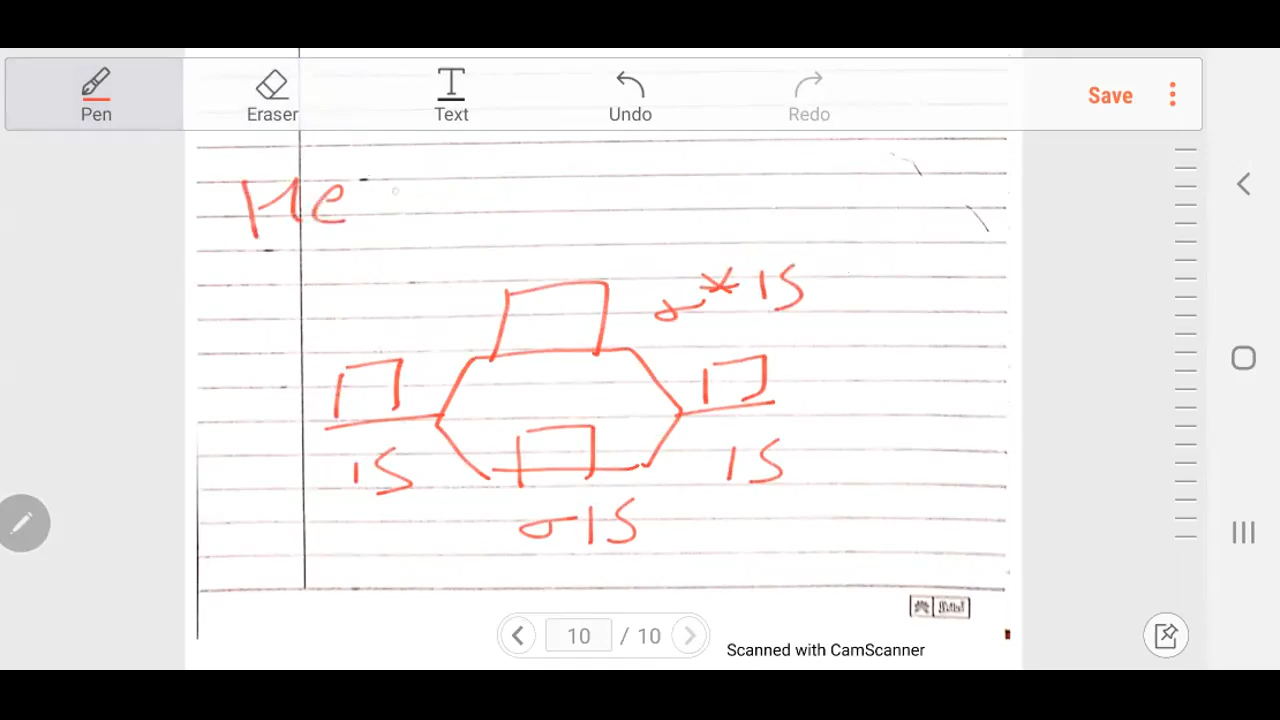 Pen Eraser Text Undo Redo Save
He
σ* 1S
1S 1S
σ1S
10 / 10
Scanned with CamScanner